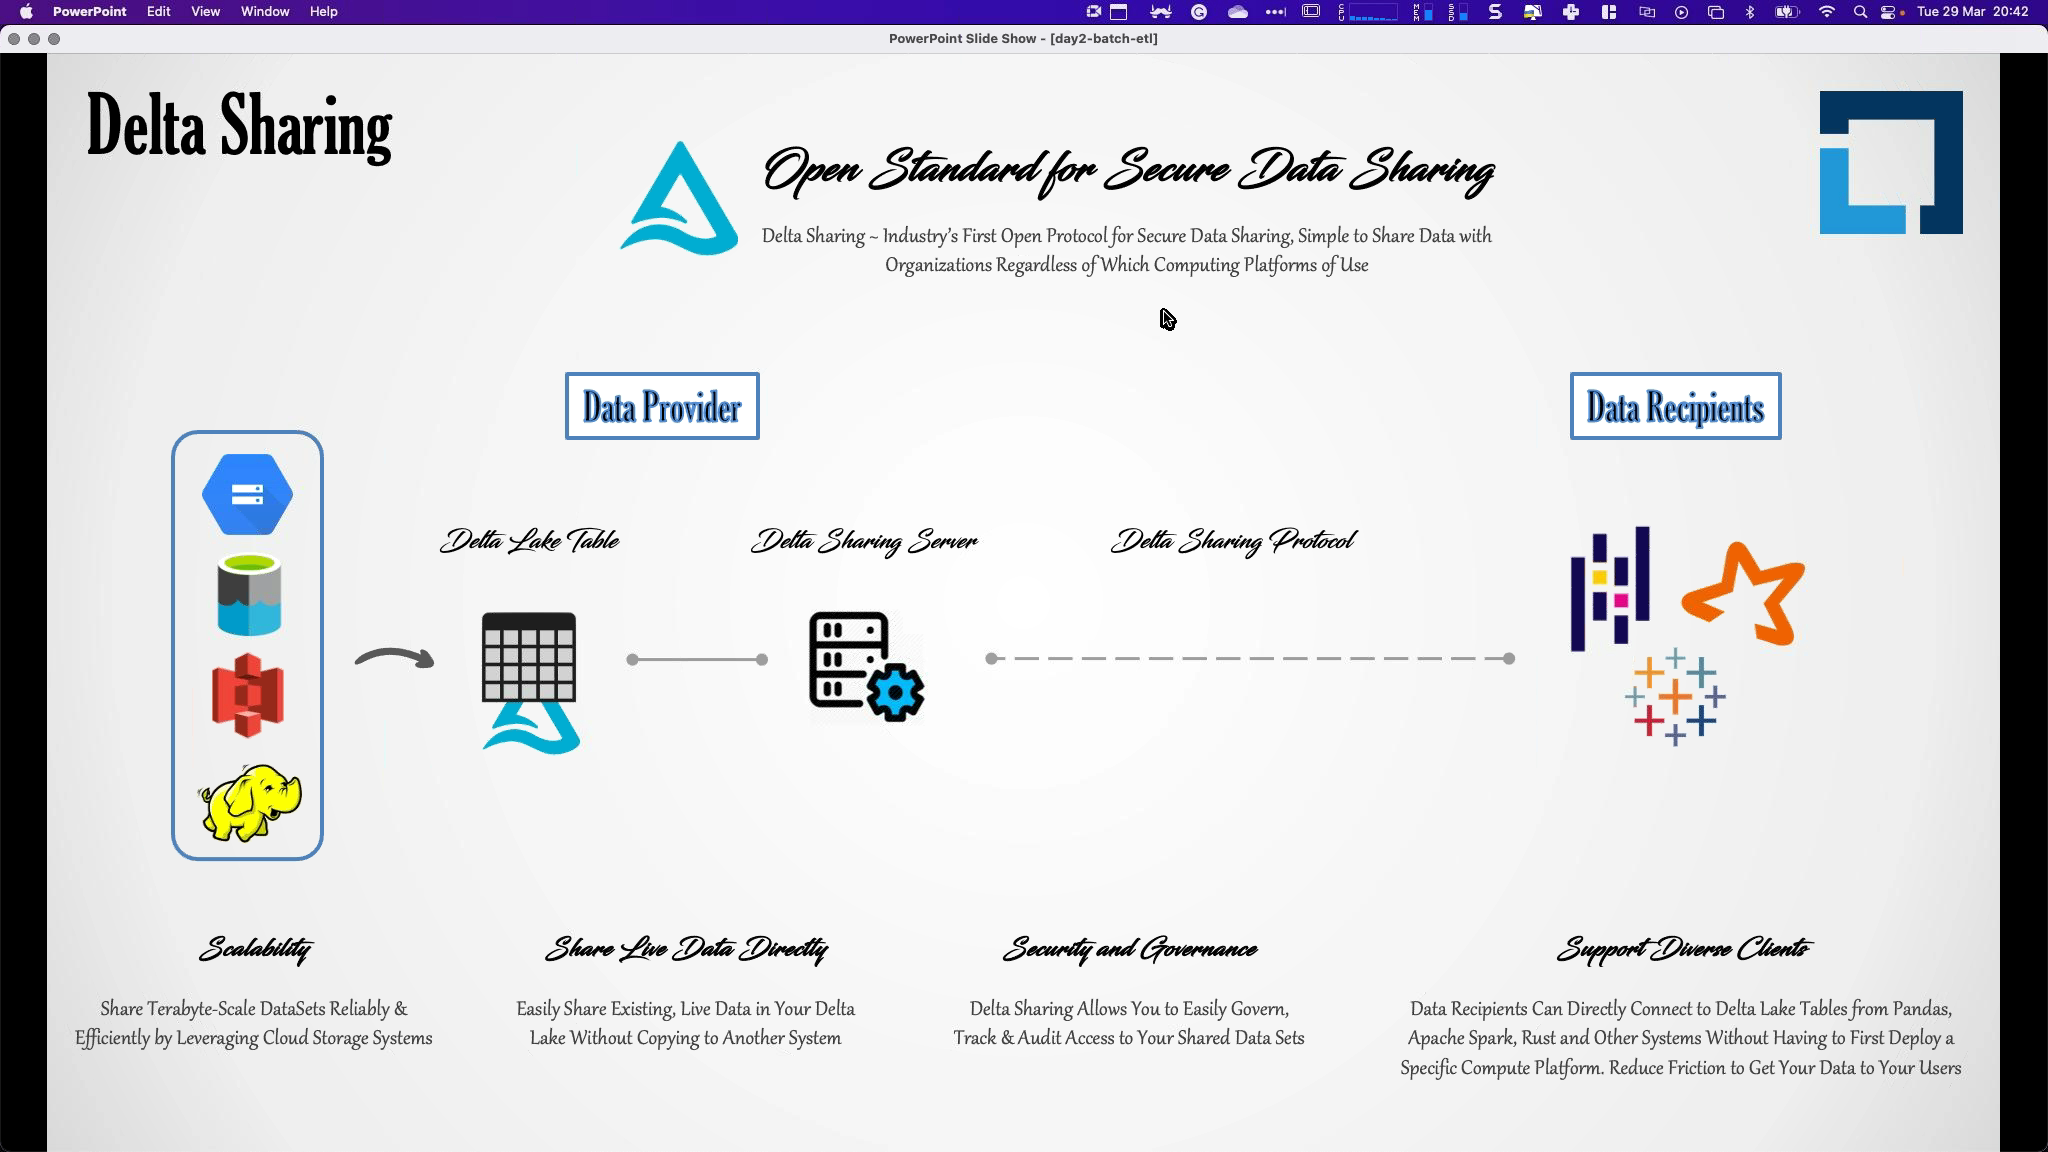 PowerPoint Edit View Window Help
CPU MEM SSD Tue 29 Mar 20:42
PowerPoint Slide Show - [day2-batch-etl]
Delta Sharing
Open Standard for Secure Data Sharing
Delta Sharing ~ Industry's First Open Protocol for Secure Data Sharing, Simple to Share Data with
Organizations Regardless of Which Computing Platforms of Use
Data Provider
Data Recipients
Delta Lake Table
Delta Sharing Server
Delta Sharing Protocol
Scalability
Share Terabyte-Scale DataSets Reliably &
Efficiently by Leveraging Cloud Storage Systems
Share Live Data Directly
Easily Share Existing, Live Data in Your Delta
Lake Without Copying to Another System
Security and Governance
Delta Sharing Allows You to Easily Govern,
Track & Audit Access to Your Shared Data Sets
Support Diverse Clients
Data Recipients Can Directly Connect to Delta Lake Tables from Pandas,
Apache Spark, Rust and Other Systems Without Having to First Deploy a
Specific Compute Platform. Reduce Friction to Get Your Data to Your Users